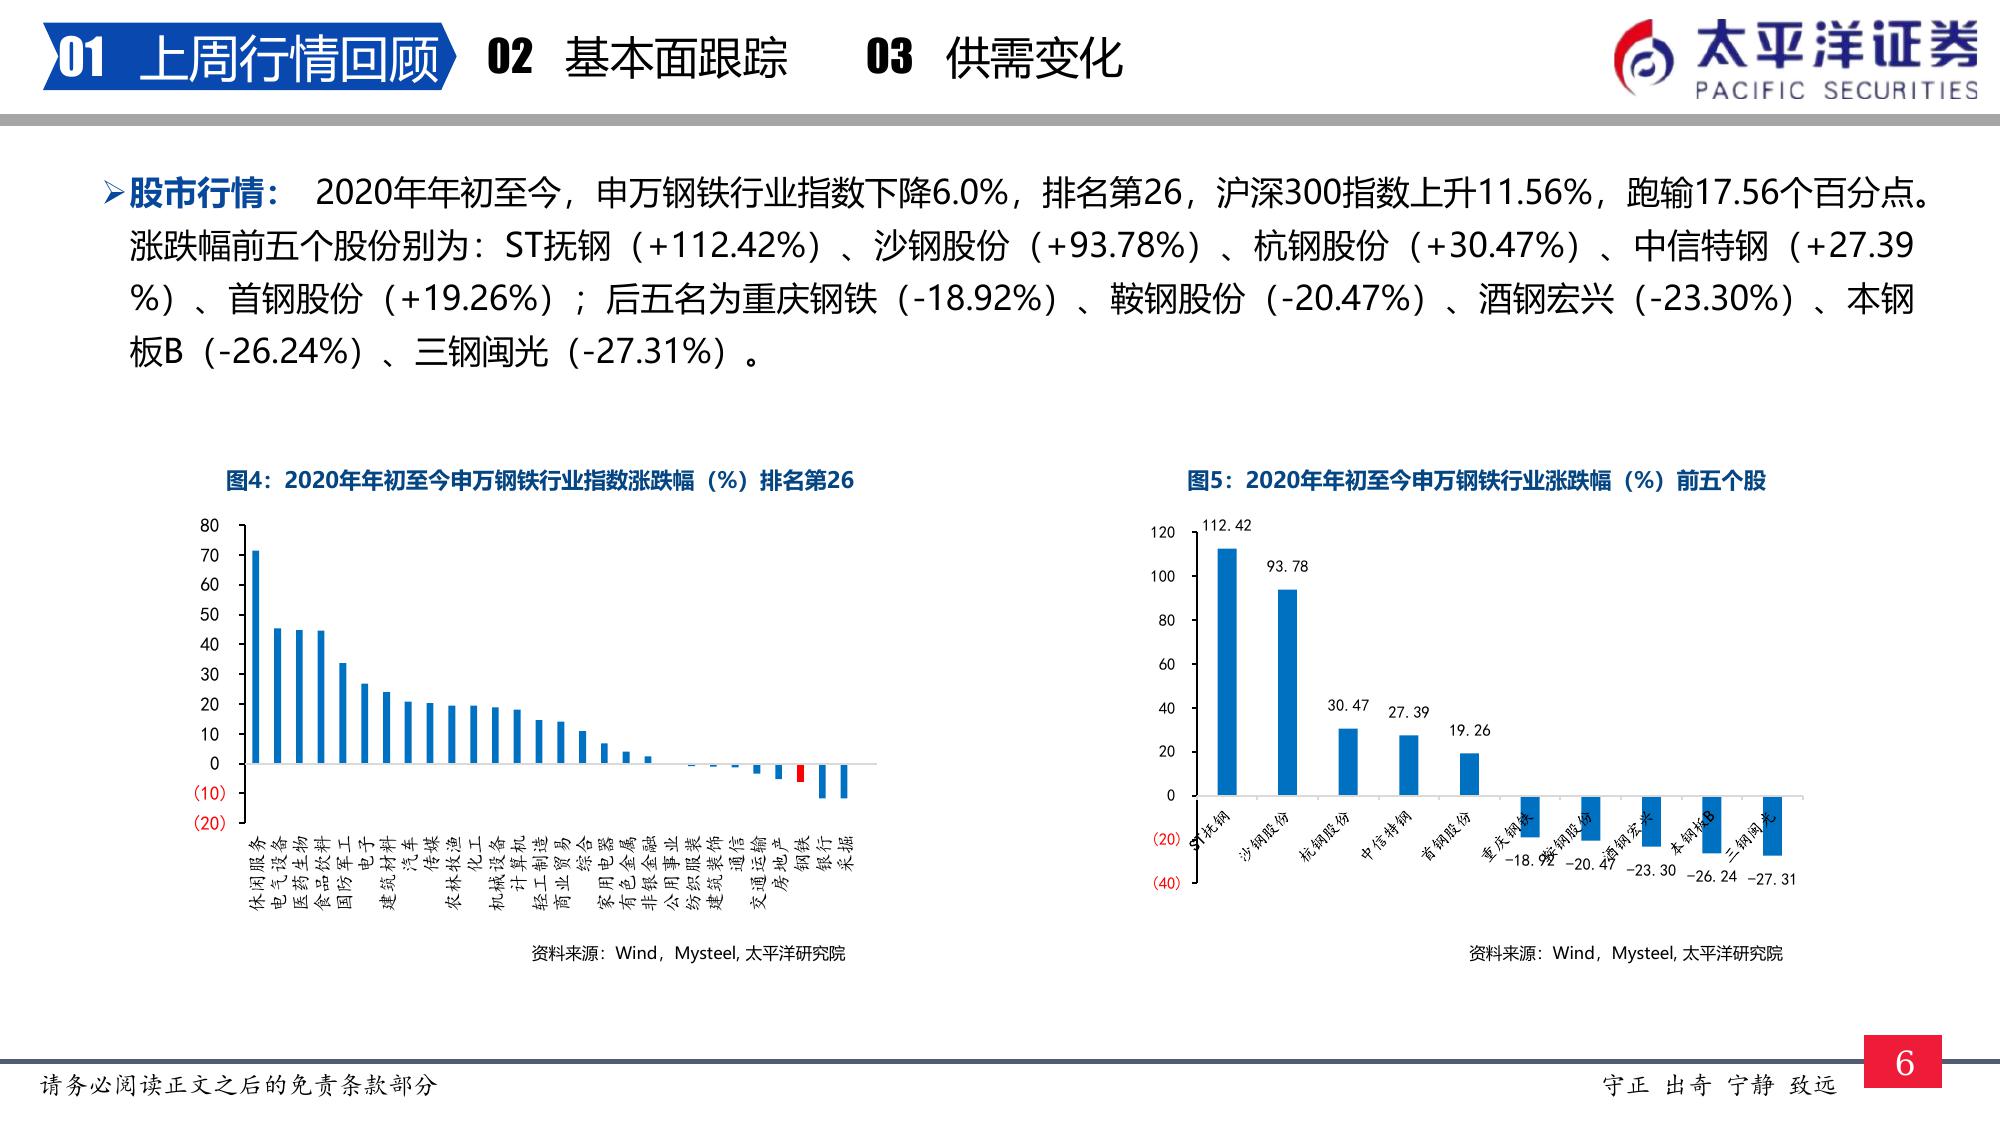 01 上周行情回顾 02 基本面跟踪 03 供需变化
太平洋证券
PACIFIC SECURITIES
股市行情： 2020年年初至今，申万钢铁行业指数下降6.0%，排名第26，沪深300指数上升11.56%，跑输17.56个百分点。
涨跌幅前五个股份别为：ST抚钢（+112.42%）、沙钢股份（+93.78%）、杭钢股份（+30.47%）、中信特钢（+27.39
%）、首钢股份（+19.26%）；后五名为重庆钢铁（-18.92%）、鞍钢股份（-20.47%）、酒钢宏兴（-23.30%）、本钢
板B（-26.24%）、三钢闽光（-27.31%）。
图4：2020年年初至今申万钢铁行业指数涨跌幅（%）排名第26
80
70
60
50
40
30
20
10
0
(10)
(20)
休闲服务
电气设备
医药生物
食品饮料
国防军工
电子
建筑材料
汽车
传媒
农林牧渔
化工
机械设备
计算机
轻工制造
商业贸易
综合
家用电器
有色金属
非银金融
公用事业
纺织服装
建筑装饰
通信
交通运输
房地产
钢铁
银行
采掘
资料来源：Wind，Mysteel, 太平洋研究院
图5：2020年年初至今申万钢铁行业涨跌幅（%）前五个股
120
100
80
60
40
20
0
(20)
(40)
112.42
93.78
30.47
27.39
19.26
-18.92
-20.47
-23.30
-26.24
-27.31
ST抚钢
沙钢股份
杭钢股份
中信特钢
首钢股份
重庆钢铁
鞍钢股份
酒钢宏兴
本钢板B
三钢闽光
资料来源：Wind，Mysteel, 太平洋研究院
请务必阅读正文之后的免责条款部分
守正 出奇 宁静 致远
6